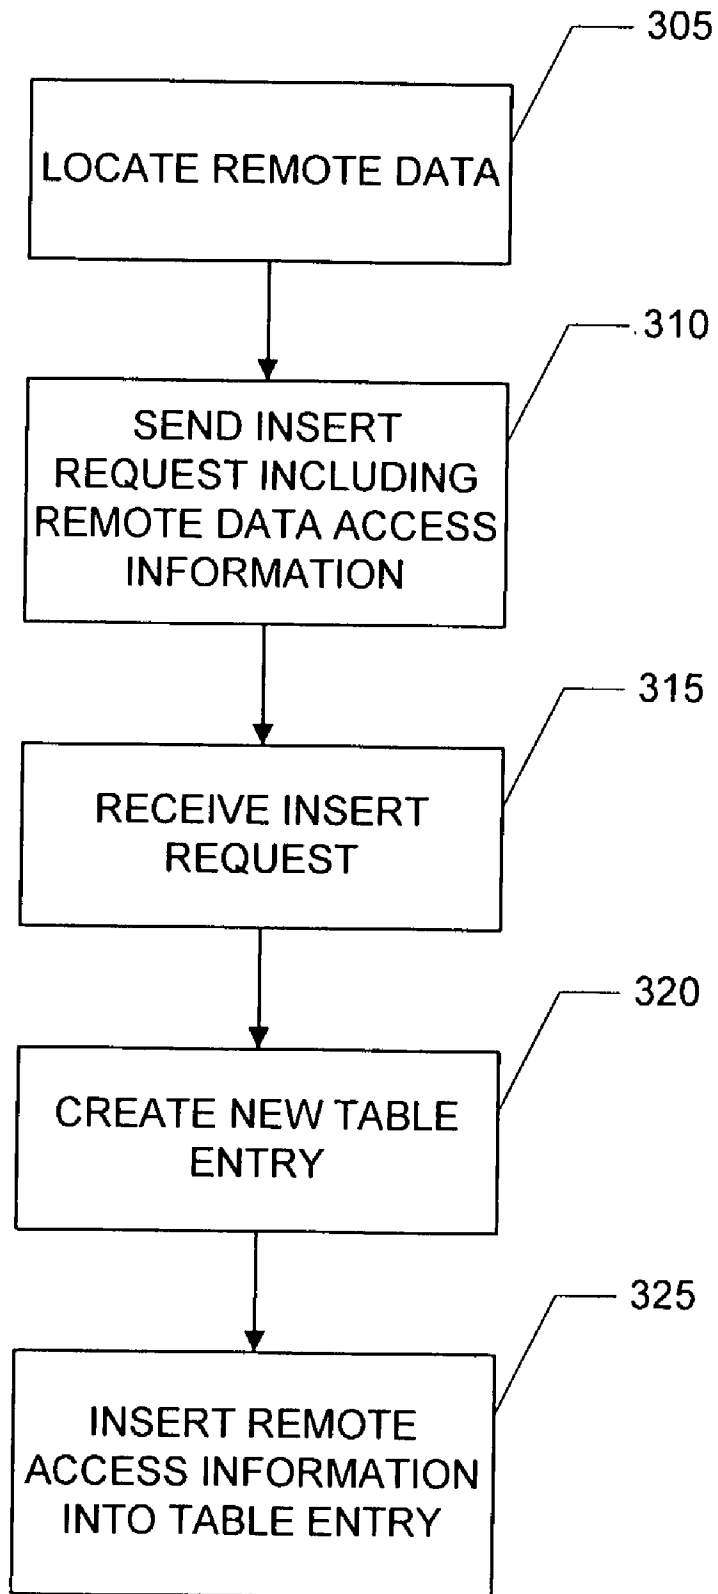 305
LOCATE REMOTE DATA
310
SEND INSERT
REQUEST INCLUDING
REMOTE DATA ACCESS
INFORMATION
315
RECEIVE INSERT
REQUEST
320
CREATE NEW TABLE
ENTRY
325
INSERT REMOTE
ACCESS INFORMATION
INTO TABLE ENTRY